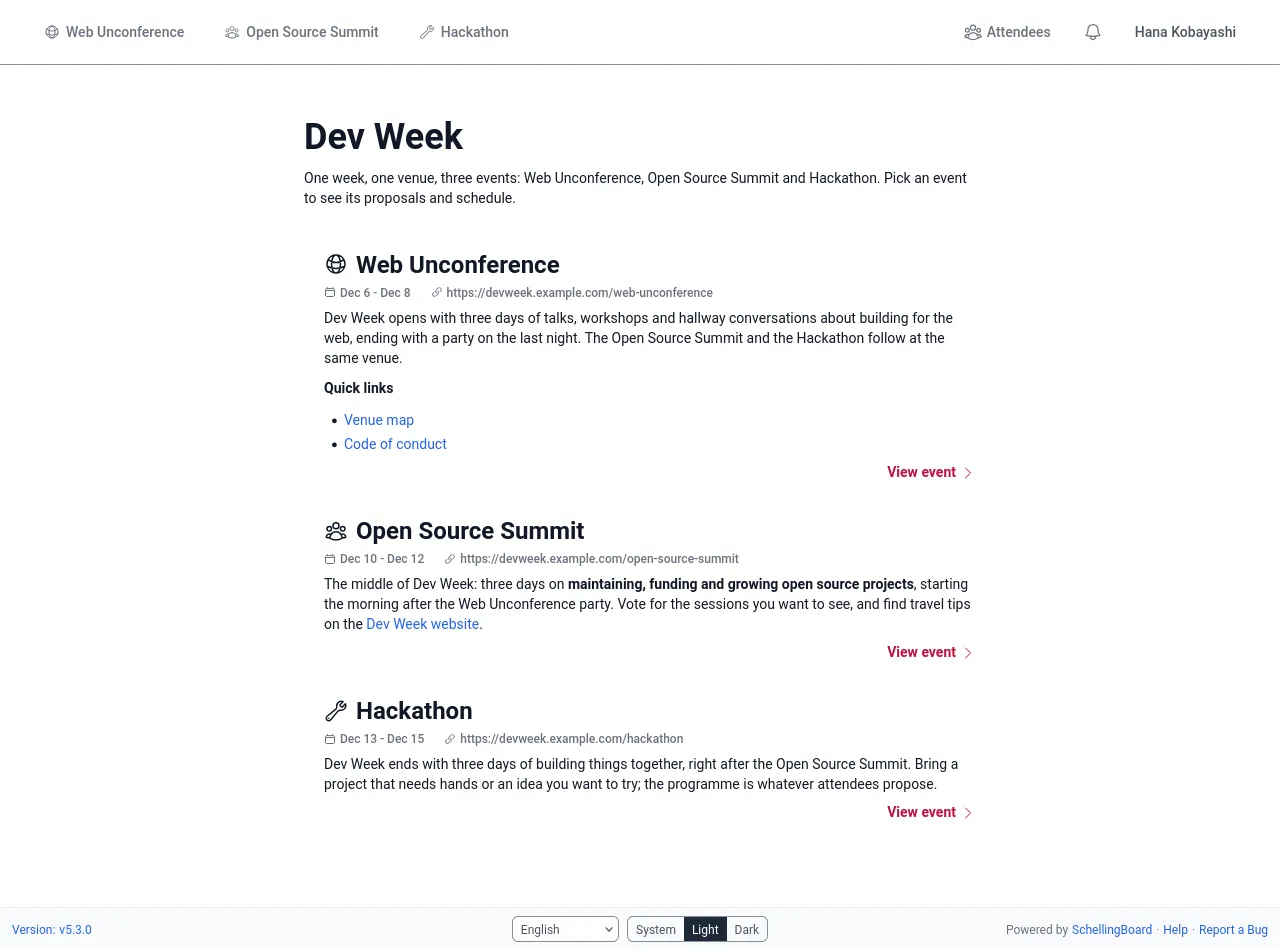 Web Unconference
Open Source Summit
Hackathon
Attendees
Hana Kobayashi
Dev Week
One week, one venue, three events: Web Unconference, Open Source Summit and Hackathon. Pick an event
to see its proposals and schedule.
Web Unconference
Dec 6 - Dec 8
https://devweek.example.com/web-unconference
Dev Week opens with three days of talks, workshops and hallway conversations about building for the
web, ending with a party on the last night. The Open Source Summit and the Hackathon follow at the
same venue.
Quick links
• Venue map
• Code of conduct
View event
Open Source Summit
Dec 10 - Dec 12
https://devweek.example.com/open-source-summit
The middle of Dev Week: three days on maintaining, funding and growing open source projects, starting
the morning after the Web Unconference party. Vote for the sessions you want to see, and find travel tips
on the Dev Week website.
View event
Hackathon
Dec 13 - Dec 15
https://devweek.example.com/hackathon
Dev Week ends with three days of building things together, right after the Open Source Summit. Bring a
project that needs hands or an idea you want to try; the programme is whatever attendees propose.
View event
Version: v5.3.0
English
System
Light
Dark
Powered by SchellingBoard · Help · Report a Bug